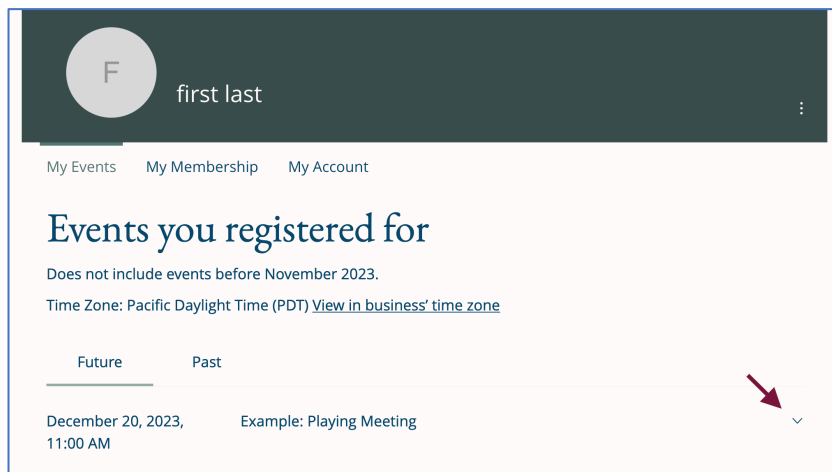 F
first last
My Events My Membership My Account
Events you registered for
Does not include events before November 2023.
Time Zone: Pacific Daylight Time (PDT) View in business’ time zone
Future Past
December 20, 2023, Example: Playing Meeting
11:00 AM